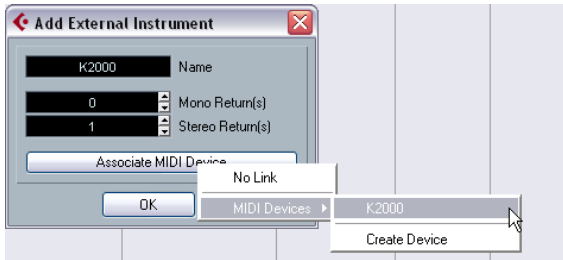 Add External Instrument
K2000 Name
0 Mono Return(s)
1 Stereo Return(s)
Associate MIDI Device
No Link
OK
MIDI Devices
K2000
Create Device